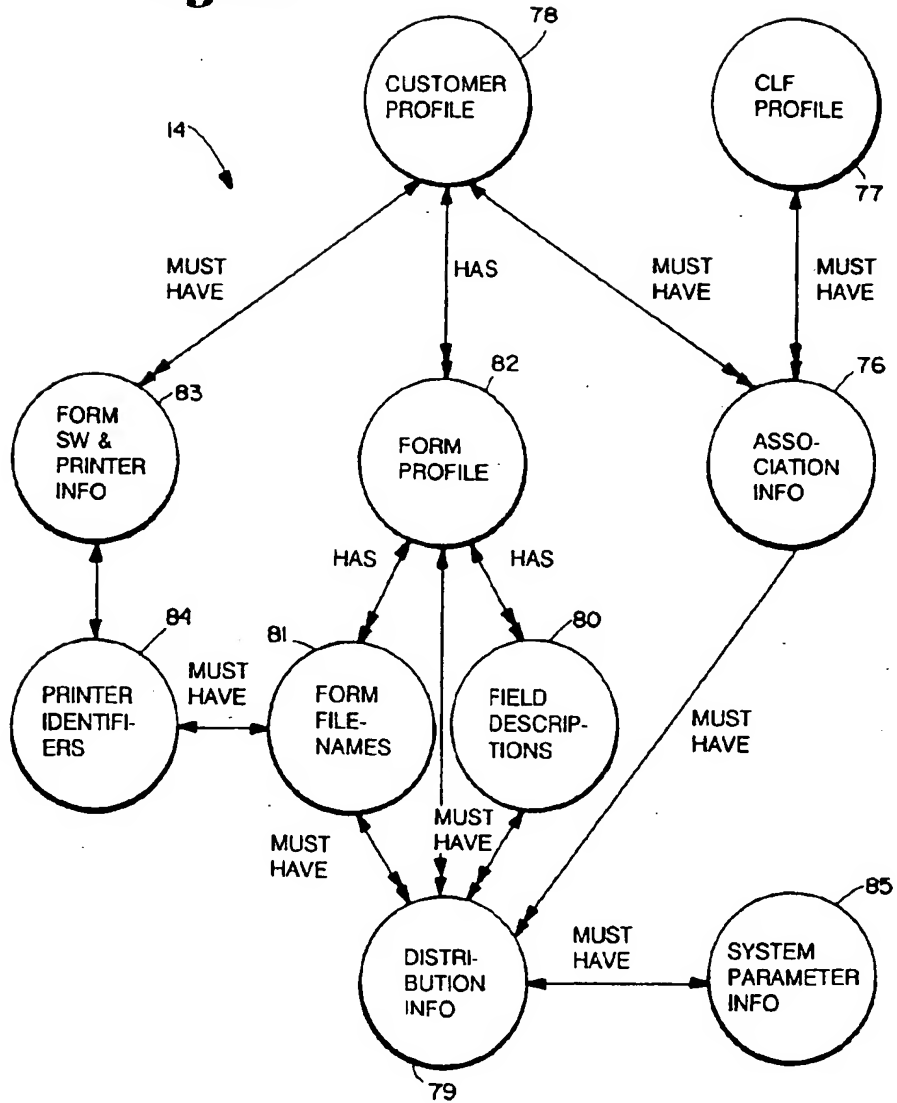 78
CUSTOMER
PROFILE
CLF
PROFILE
14
77
MUST
HAVE
HAS
MUST
HAVE
MUST
HAVE
83
82
76
FORM
SW &
PRINTER
INFO
FORM
PROFILE
ASSO-
CIATION
INFO
HAS
HAS
84
81
80
MUST
HAVE
PRINTER
IDENTIFI-
ERS
FORM
FILE-
NAMES
FIELD
DESCRIP-
TIONS
MUST
HAVE
MUST
HAVE
MUST
HAVE
85
DISTRI-
BUTION
INFO
MUST
HAVE
SYSTEM
PARAMETER
INFO
79